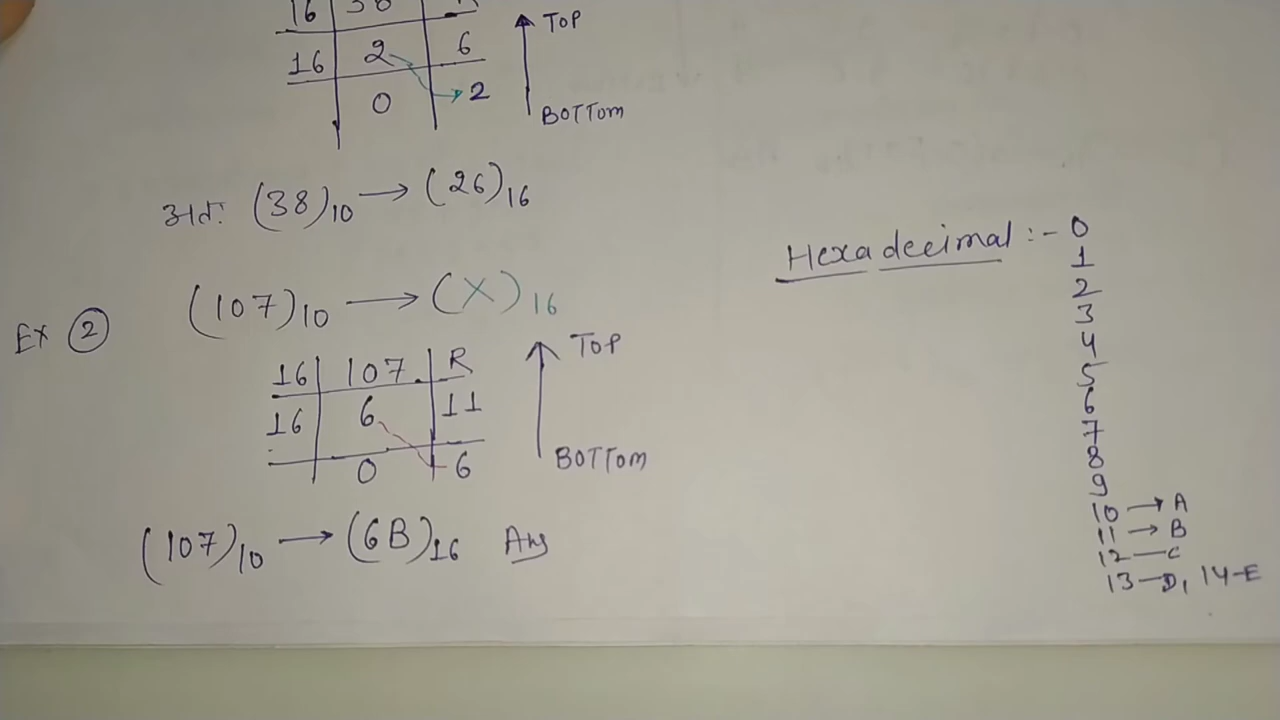 16 38
16 2 6
0 2
TOP
BOTTOM
अतः (38)10 → (26)16
Ex ② (107)10 → (X)16
16 107 R
16 6 11
0 6
TOP
BOTTOM
(107)10 → (6B)16 Ans
Hexadecimal :- 0
1
2
3
4
5
6
7
8
9
10 → A
11 → B
12 — C
13 — D, 14 - E